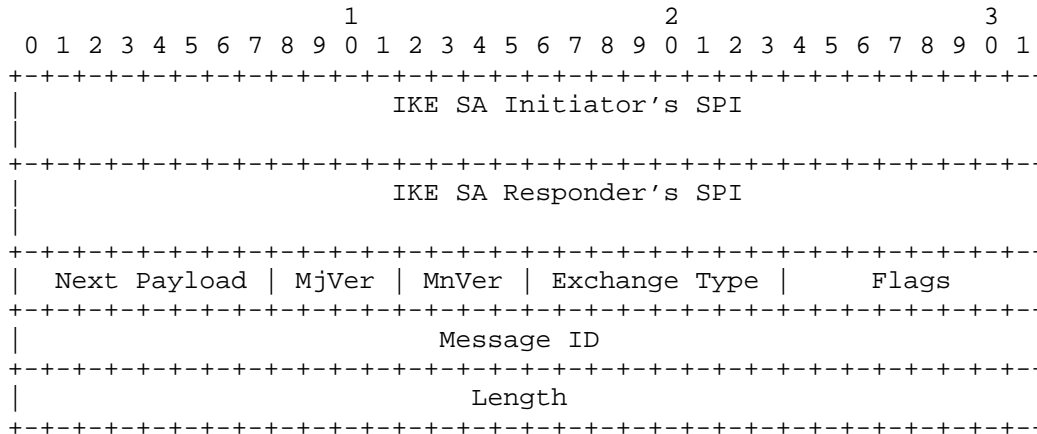 1                   2                   3
 0 1 2 3 4 5 6 7 8 9 0 1 2 3 4 5 6 7 8 9 0 1 2 3 4 5 6 7 8 9 0 1
+-+-+-+-+-+-+-+-+-+-+-+-+-+-+-+-+-+-+-+-+-+-+-+-+-+-+-+-+-+-+-+--
|                       IKE SA Initiator's SPI
|
+-+-+-+-+-+-+-+-+-+-+-+-+-+-+-+-+-+-+-+-+-+-+-+-+-+-+-+-+-+-+-+--
|                       IKE SA Responder's SPI
|
+-+-+-+-+-+-+-+-+-+-+-+-+-+-+-+-+-+-+-+-+-+-+-+-+-+-+-+-+-+-+-+--
|  Next Payload | MjVer | MnVer | Exchange Type |     Flags
+-+-+-+-+-+-+-+-+-+-+-+-+-+-+-+-+-+-+-+-+-+-+-+-+-+-+-+-+-+-+-+--
|                          Message ID
+-+-+-+-+-+-+-+-+-+-+-+-+-+-+-+-+-+-+-+-+-+-+-+-+-+-+-+-+-+-+-+--
|                            Length
+-+-+-+-+-+-+-+-+-+-+-+-+-+-+-+-+-+-+-+-+-+-+-+-+-+-+-+-+-+-+-+--